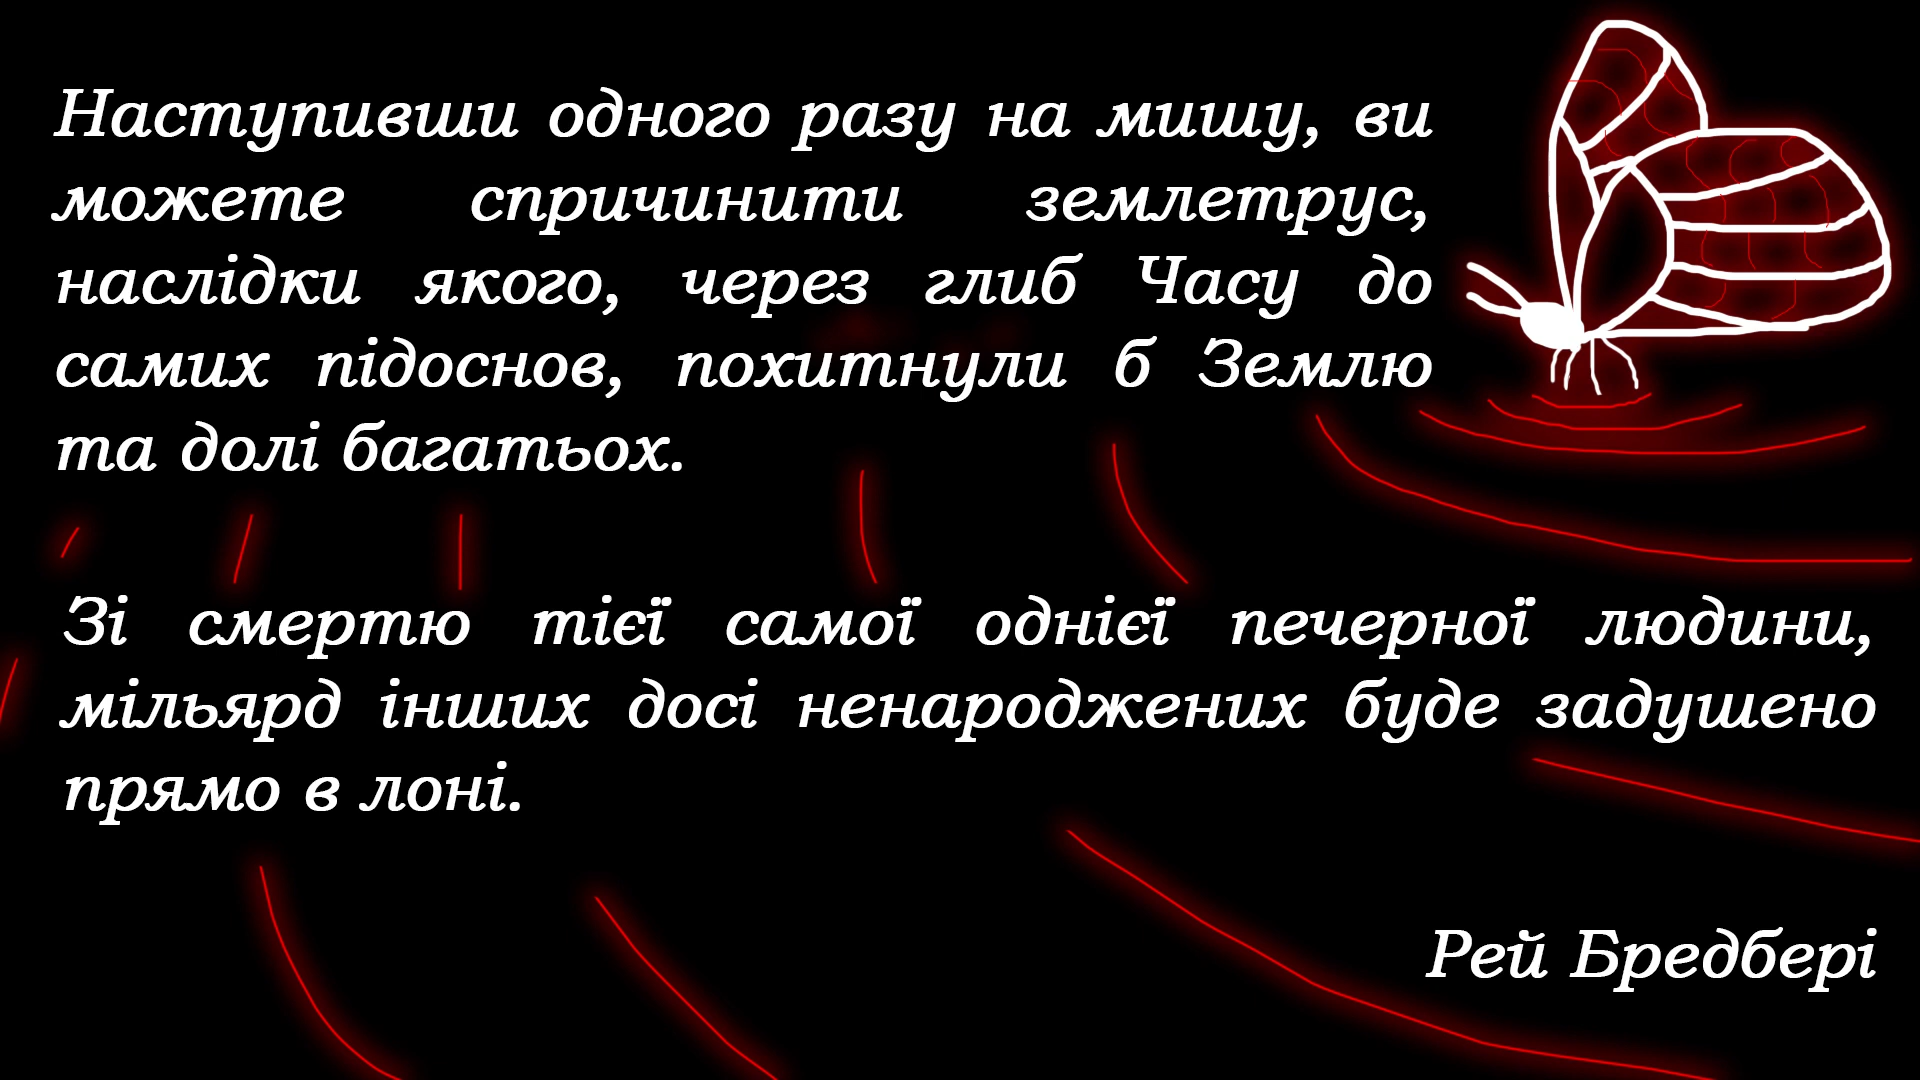 Наступивши одного разу на мишу, ви
можете спричинити землетрус,
наслідки якого, через глиб Часу до
самих підоснов, похитнули б Землю
та долі багатьох.
Зі смертю тієї самої однієї печерної людини,
мільярд інших досі ненароджених буде задушено
прямо в лоні.
Рей Бредбері